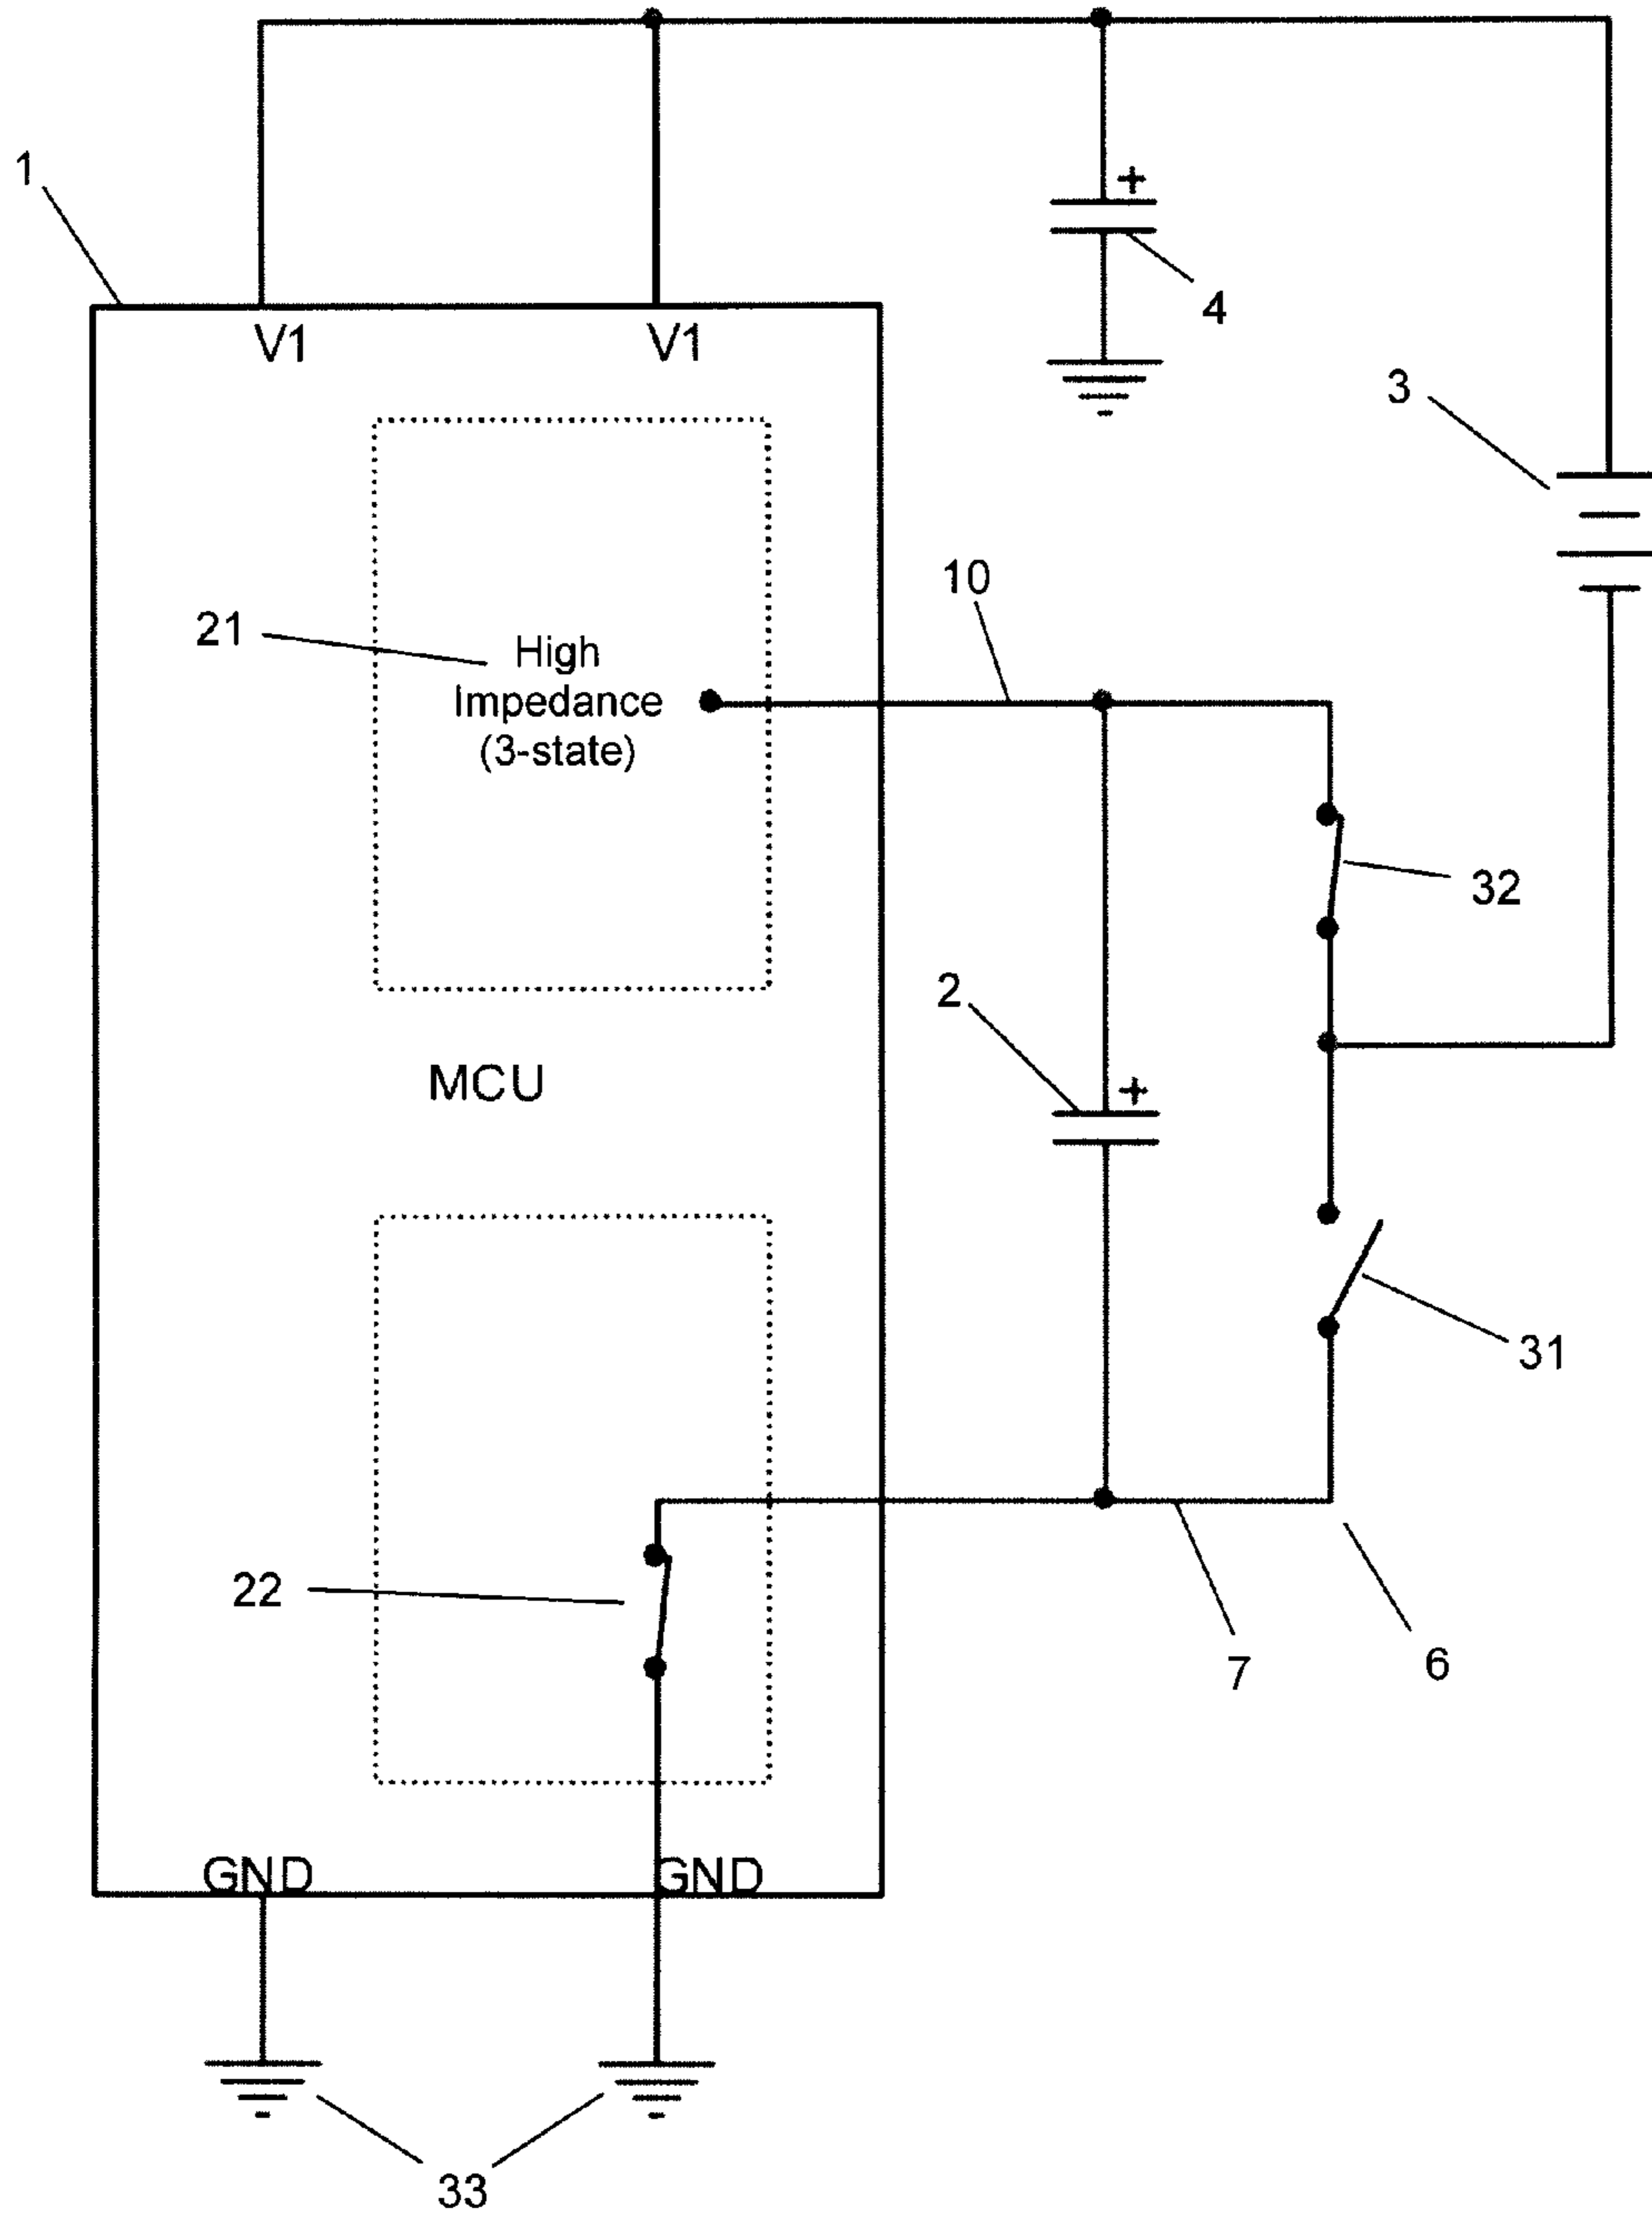 1
V1
V1
+
4
3
10
21
High
Impedance
(3-state)
32
2
MCU
+
31
22
7
6
GND
GND
33